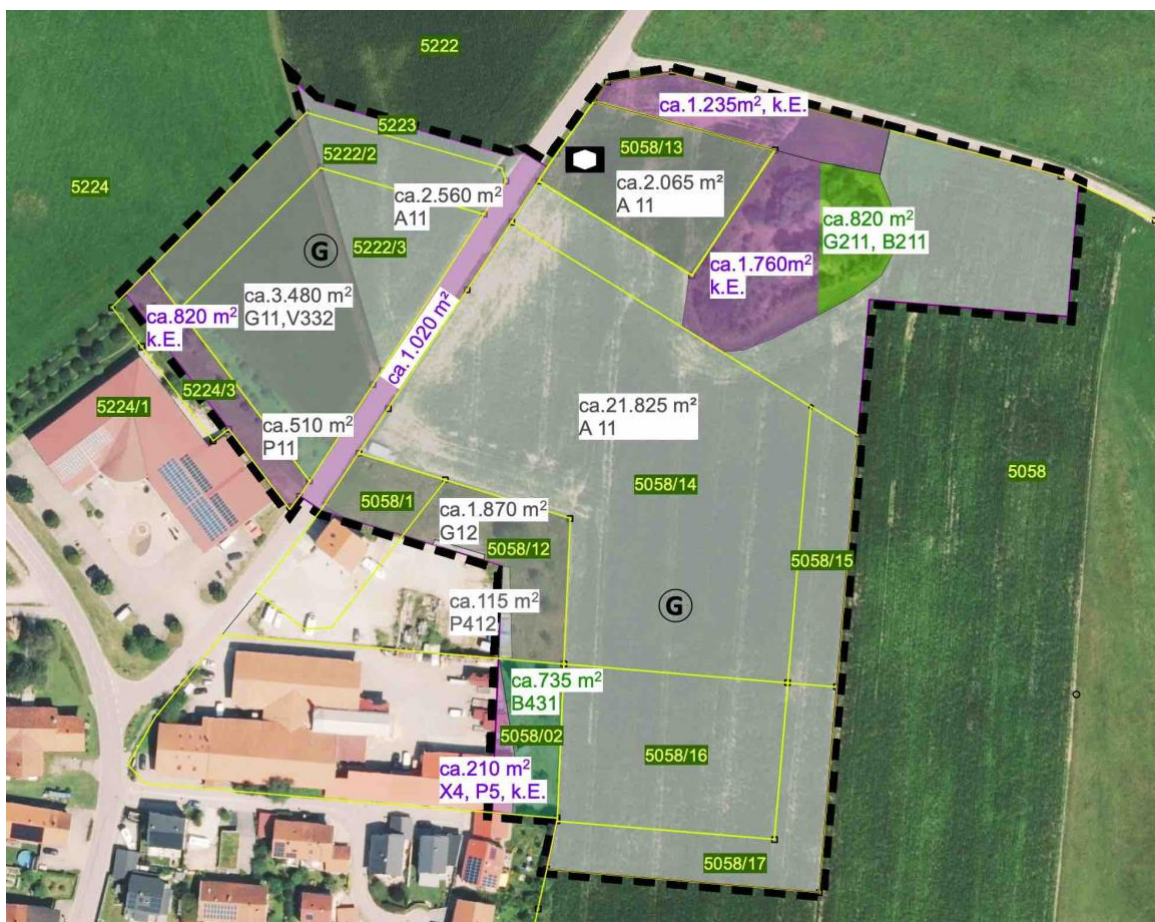 5222
ca.1.235m², k.E.
5223
5222/2
5058/13
5224
ca.2.560 m²
A11
ca.2.065 m²
A 11
ca.820 m²
G211, B211
5222/3
G
ca.1.760m²
k.E.
ca.3.480 m²
G11,V332
ca.820 m²
k.E.
ca.1.020 m²
5224/3
5224/1
ca.510 m²
P11
ca.21.825 m²
A 11
5058
5058/14
5058/1
ca.1.870 m²
G12
5058/12
5058/15
ca.115 m²
P412
G
ca.735 m²
B431
5058/02
5058/16
ca.210 m²
X4, P5, k.E.
5058/17